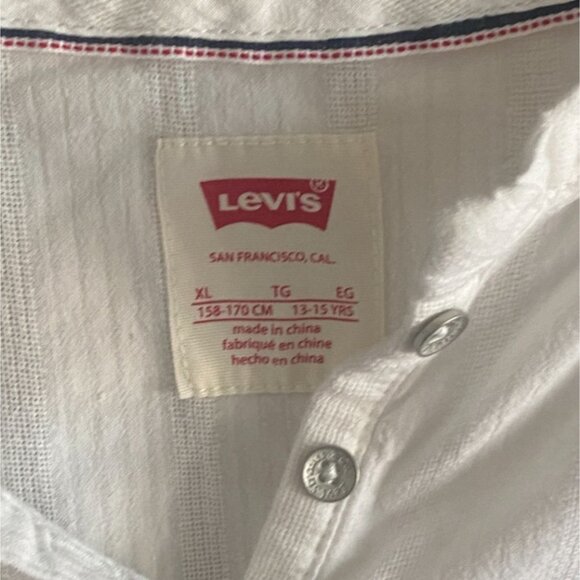 Levi's ®
SAN FRANCISCO, CAL.
XL TG EG
158-170 CM 13-15 YRS
made in china
fabriqué en chine
hecho en china